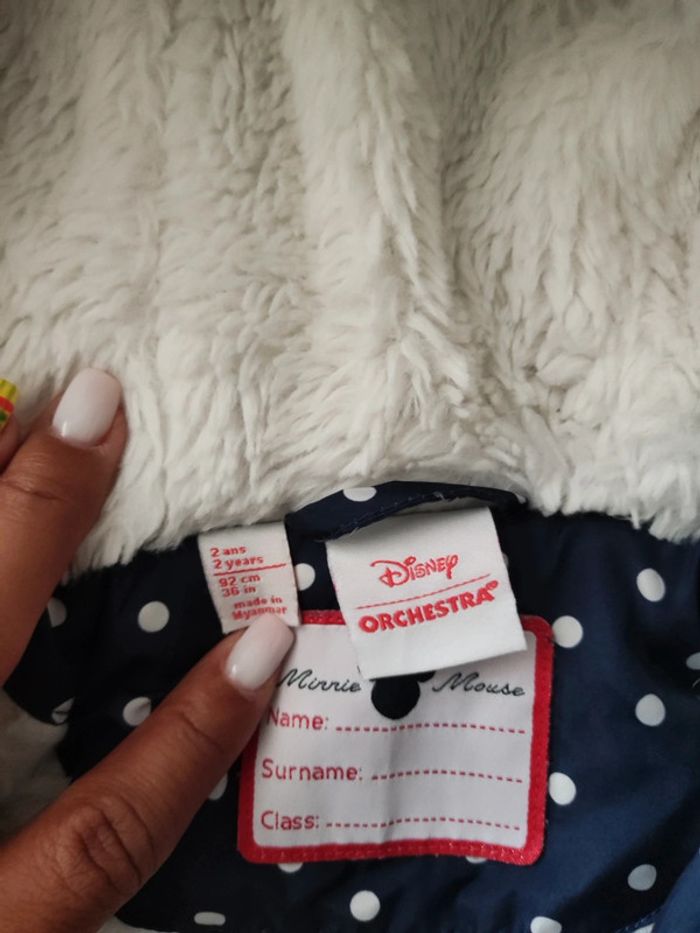 2 ans
2 years
92 cm
36 in
made in
Myanmar
Disney
ORCHESTRA
Minnie Mouse
Name:
Surname:
Class: